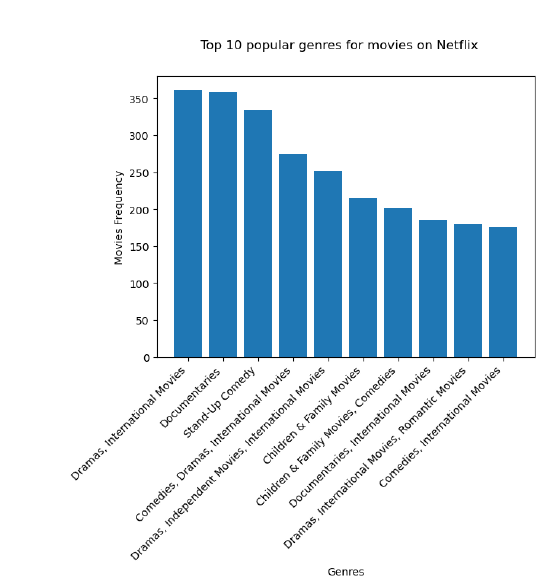 Top 10 popular genres for movies on Netflix
Movies Frequency
350
300
250
200
150
100
50
0
Dramas, International Movies
Documentaries
Stand-Up Comedy
Comedies, Dramas, International Movies
Dramas, Independent Movies, International Movies
Children & Family Movies
Children & Family Movies, Comedies
Documentaries, International Movies
Dramas, International Movies, Romantic Movies
Comedies, International Movies
Genres